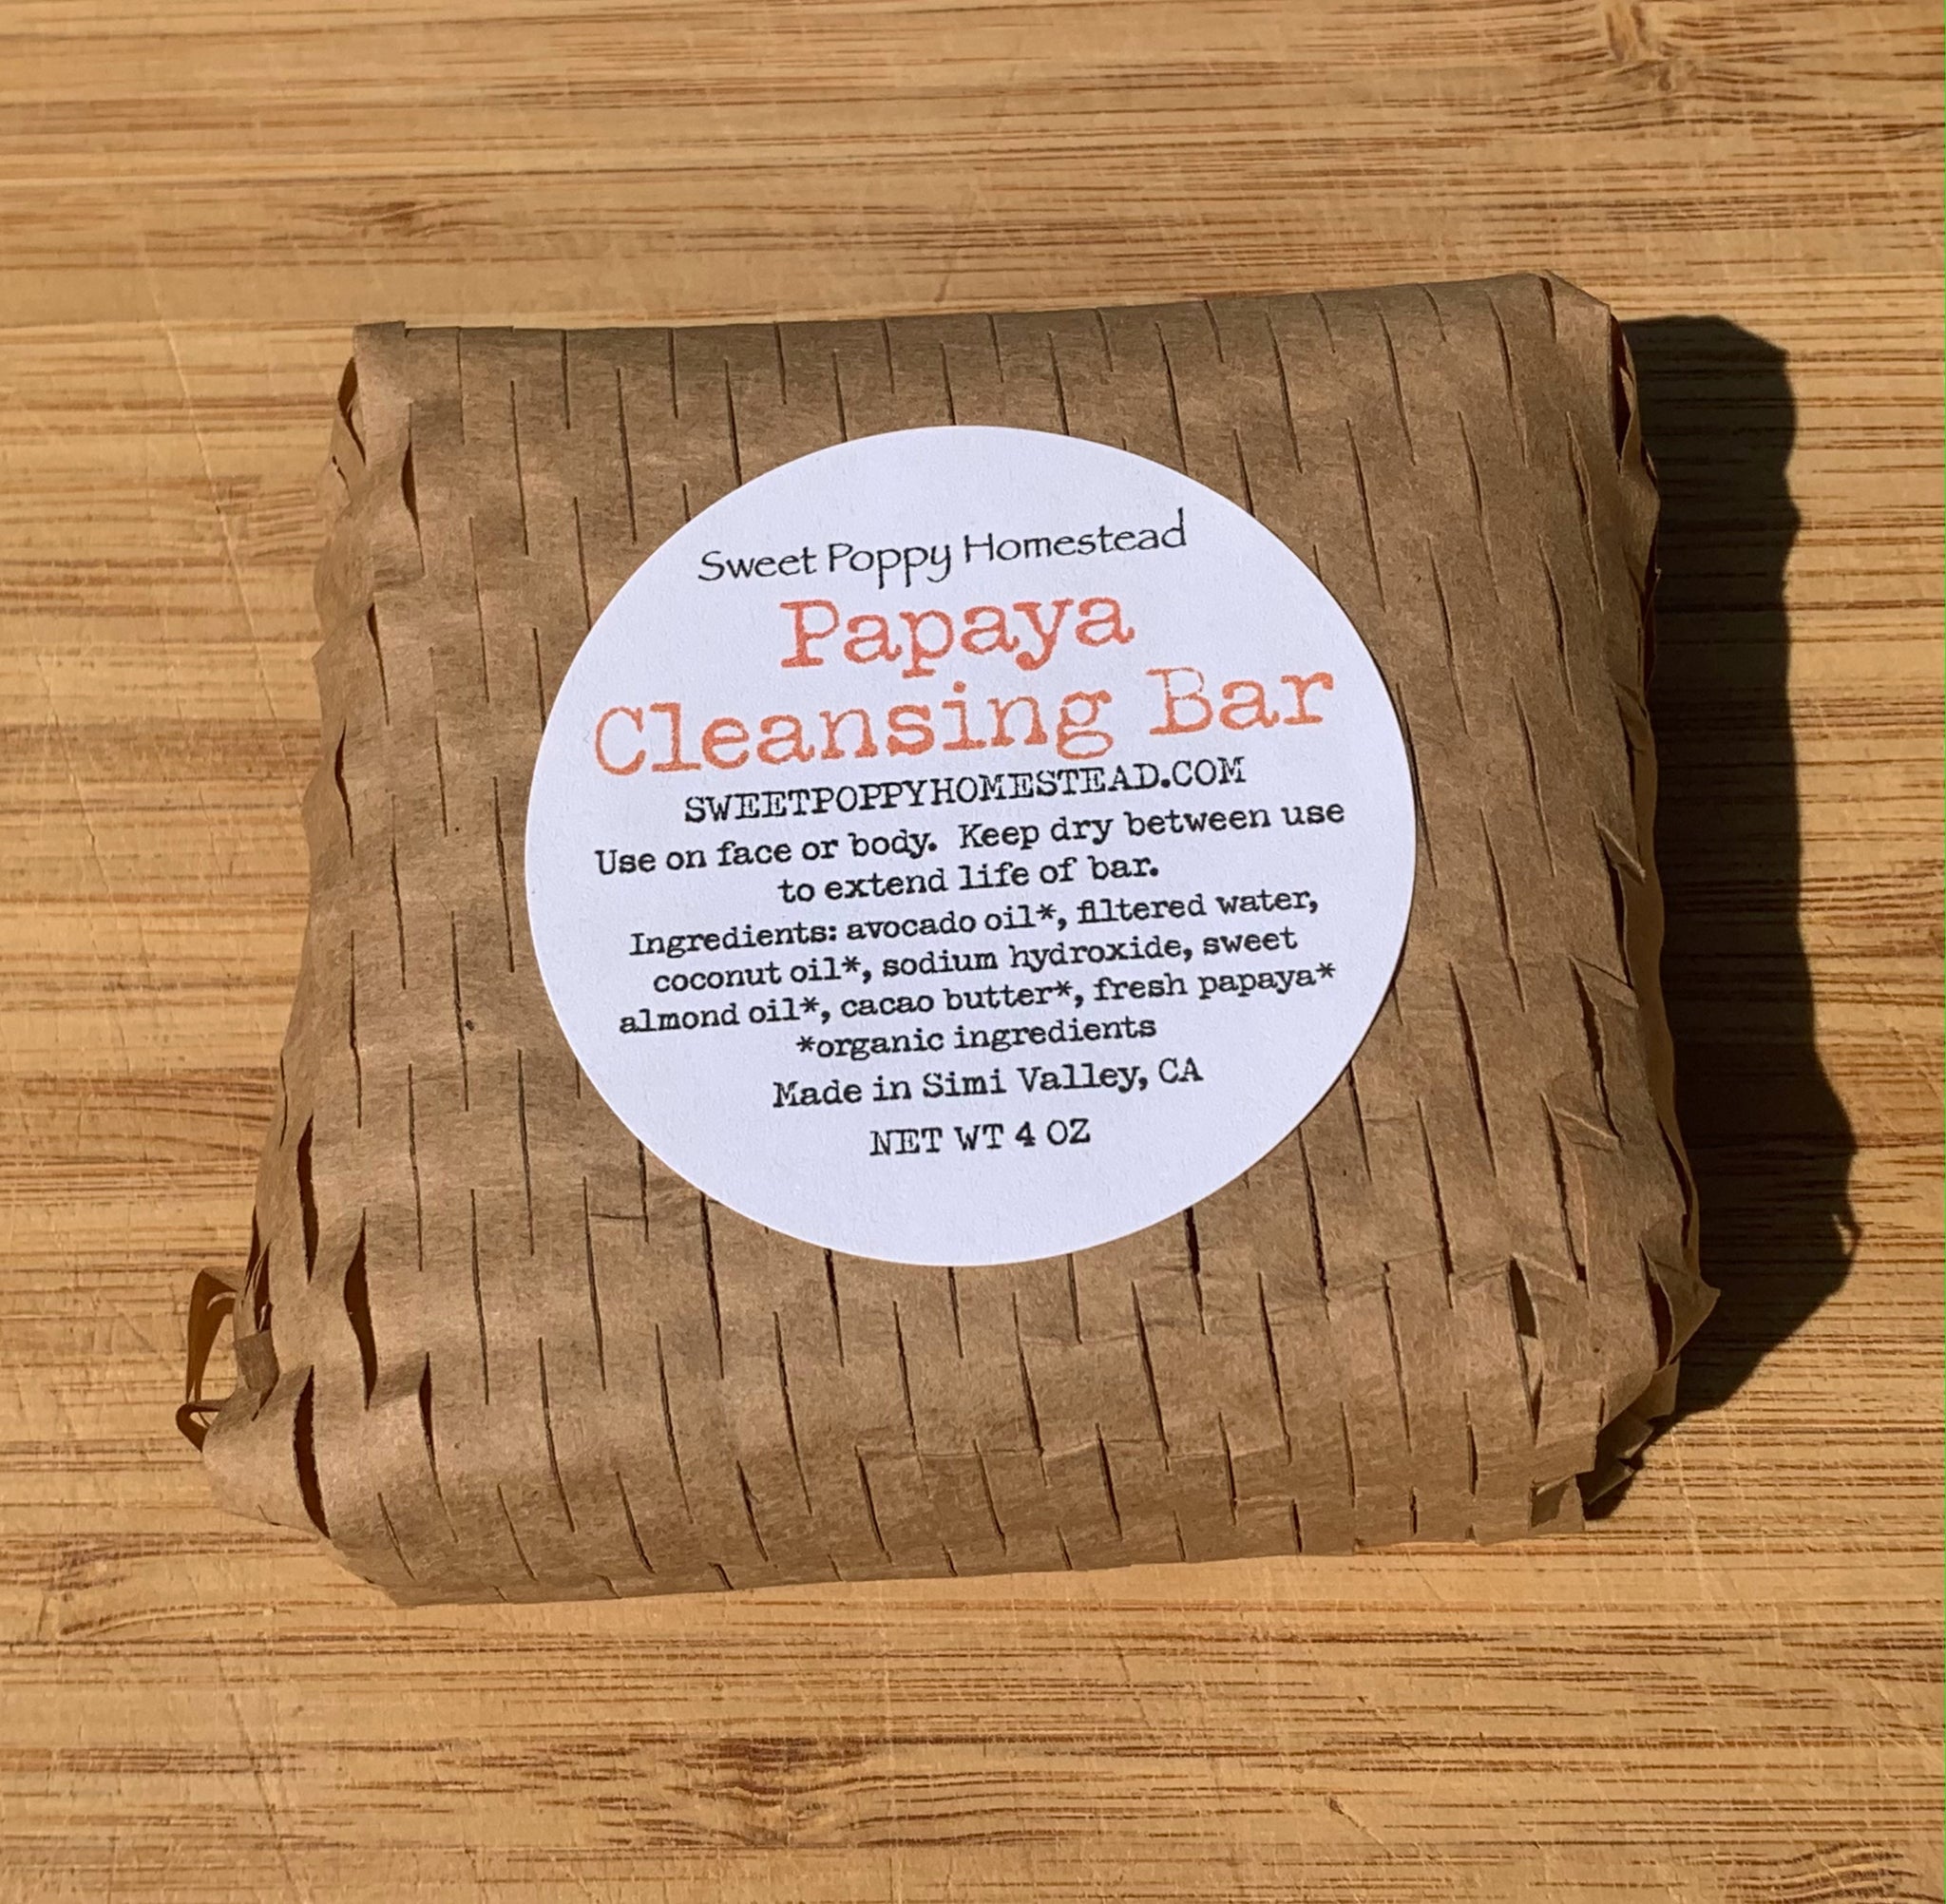 Sweet Poppy Homestead
Papaya
Cleansing Bar
SWEETPOPPYHOMESTEAD.COM
Use on face or body.  Keep dry between use
to extend life of bar.
Ingredients: avocado oil*, filtered water,
coconut oil*, sodium hydroxide, sweet
almond oil*, cacao butter*, fresh papaya*
*organic ingredients
Made in Simi Valley, CA
NET WT 4 OZ